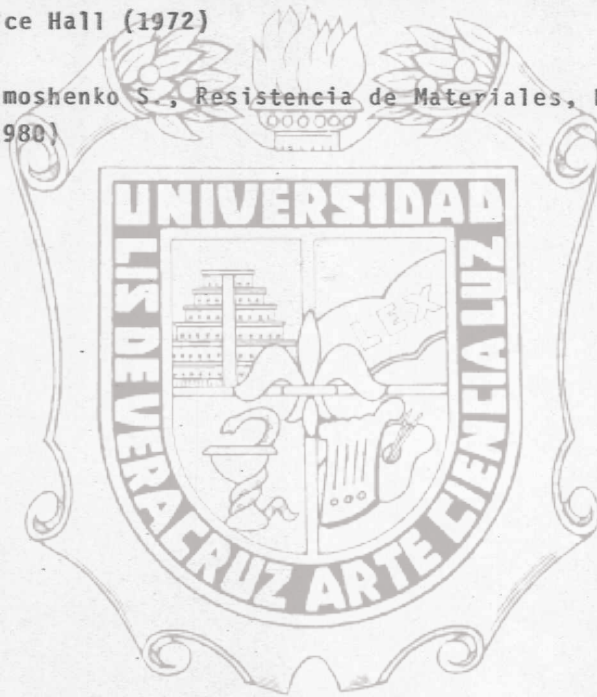 ce Hall (1972)
moshenko S., Resistencia de Materiales,
980)
UNIVERSIDAD
LIS DE VERACRUZ ARTE CIENCIA LUZ
LEX